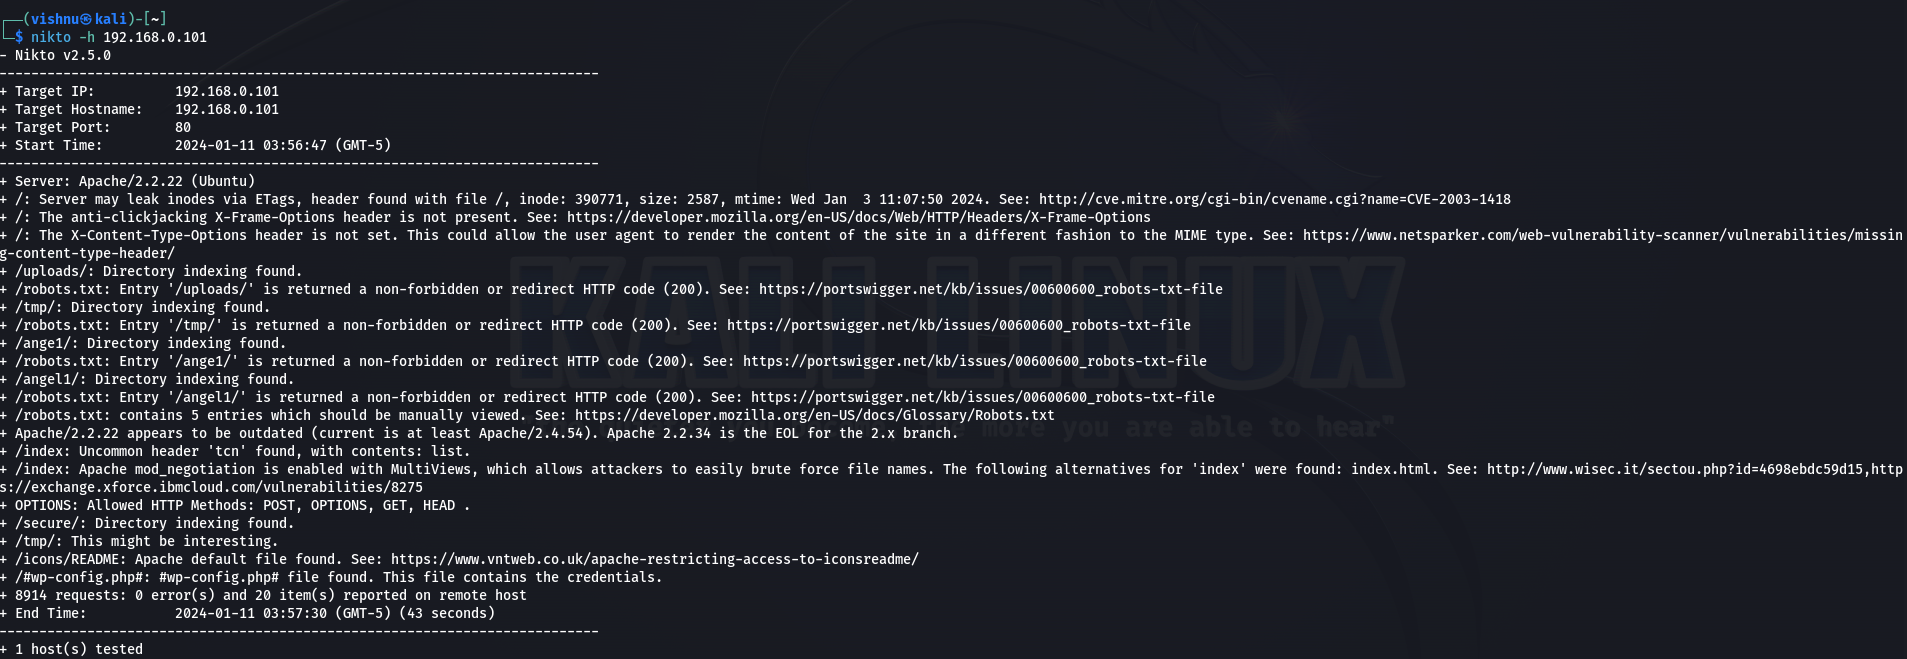 ┌──(vishnu㉿kali)-[~]
└─$ nikto -h 192.168.0.101
- Nikto v2.5.0
---------------------------------------------------------------------------
+ Target IP:          192.168.0.101
+ Target Hostname:    192.168.0.101
+ Target Port:        80
+ Start Time:         2024-01-11 03:56:47 (GMT-5)
---------------------------------------------------------------------------
+ Server: Apache/2.2.22 (Ubuntu)
+ /: Server may leak inodes via ETags, header found with file /, inode: 390771, size: 2587, mtime: Wed Jan  3 11:07:50 2024. See: http://cve.mitre.org/cgi-bin/cvename.cgi?name=CVE-2003-1418
+ /: The anti-clickjacking X-Frame-Options header is not present. See: https://developer.mozilla.org/en-US/docs/Web/HTTP/Headers/X-Frame-Options
+ /: The X-Content-Type-Options header is not set. This could allow the user agent to render the content of the site in a different fashion to the MIME type. See: https://www.netsparker.com/web-vulnerability-scanner/vulnerabilities/missin
g-content-type-header/
+ /uploads/: Directory indexing found.
+ /robots.txt: Entry '/uploads/' is returned a non-forbidden or redirect HTTP code (200). See: https://portswigger.net/kb/issues/00600600_robots-txt-file
+ /tmp/: Directory indexing found.
+ /robots.txt: Entry '/tmp/' is returned a non-forbidden or redirect HTTP code (200). See: https://portswigger.net/kb/issues/00600600_robots-txt-file
+ /ange1/: Directory indexing found.
+ /robots.txt: Entry '/ange1/' is returned a non-forbidden or redirect HTTP code (200). See: https://portswigger.net/kb/issues/00600600_robots-txt-file
+ /angel1/: Directory indexing found.
+ /robots.txt: Entry '/angel1/' is returned a non-forbidden or redirect HTTP code (200). See: https://portswigger.net/kb/issues/00600600_robots-txt-file
+ /robots.txt: contains 5 entries which should be manually viewed. See: https://developer.mozilla.org/en-US/docs/Glossary/Robots.txt
+ Apache/2.2.22 appears to be outdated (current is at least Apache/2.4.54). Apache 2.2.34 is the EOL for the 2.x branch.
+ /index: Uncommon header 'tcn' found, with contents: list.
+ /index: Apache mod_negotiation is enabled with MultiViews, which allows attackers to easily brute force file names. The following alternatives for 'index' were found: index.html. See: http://www.wisec.it/sectou.php?id=4698ebdc59d15,http
s://exchange.xforce.ibmcloud.com/vulnerabilities/8275
+ OPTIONS: Allowed HTTP Methods: POST, OPTIONS, GET, HEAD .
+ /secure/: Directory indexing found.
+ /tmp/: This might be interesting.
+ /icons/README: Apache default file found. See: https://www.vntweb.co.uk/apache-restricting-access-to-iconsreadme/
+ /#wp-config.php#: #wp-config.php# file found. This file contains the credentials.
+ 8914 requests: 0 error(s) and 20 item(s) reported on remote host
+ End Time:           2024-01-11 03:57:30 (GMT-5) (43 seconds)
---------------------------------------------------------------------------
+ 1 host(s) tested
KALI LINUX
more you are able to hear"